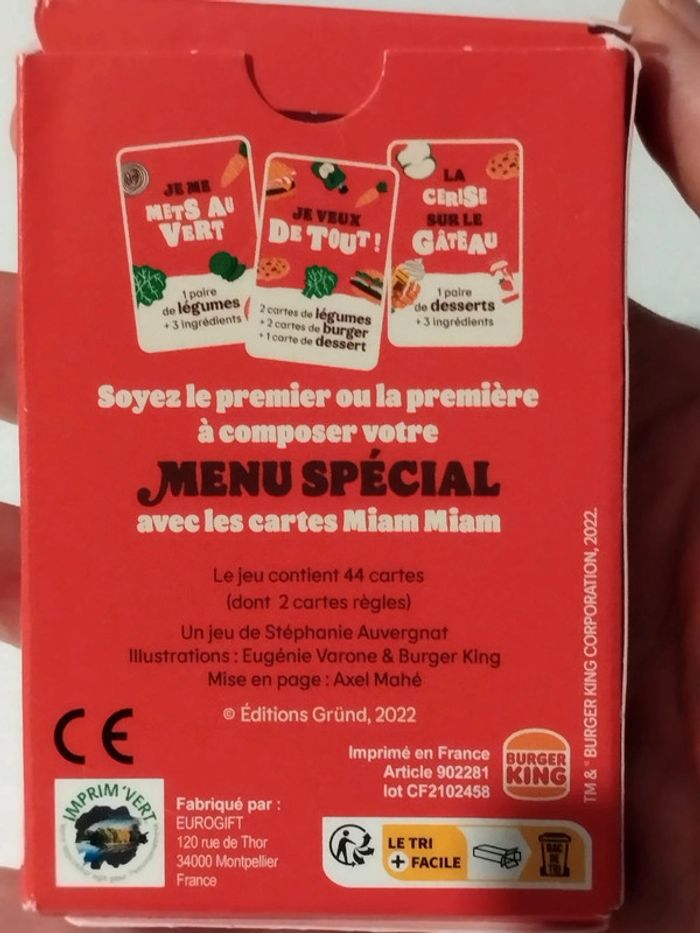 JE ME
METS AU
VERT
1 paire
de légumes
+ 3 ingrédients
JE VEUX
DE TOUT !
2 cartes de légumes
+ 2 cartes de burger
+ 1 carte de dessert
LA
CERISE
SUR LE
GÂTEAU
1 paire
de desserts
+ 3 ingrédients
Soyez le premier ou la première
à composer votre
MENU SPÉCIAL
avec les cartes Miam Miam
Le jeu contient 44 cartes
(dont 2 cartes règles)
Un jeu de Stéphanie Auvergnat
Illustrations : Eugénie Varone & Burger King
Mise en page : Axel Mahé
© Éditions Gründ, 2022
TM & ® BURGER KING CORPORATION, 2022.
CE
Imprimé en France
Article 902281
lot CF2102458
BURGER
KING
IMPRIM'VERT
Fabriqué par :
EUROGIFT
120 rue de Thor
34000 Montpellier
France
LE TRI
+ FACILE
BAC
DE
TRI